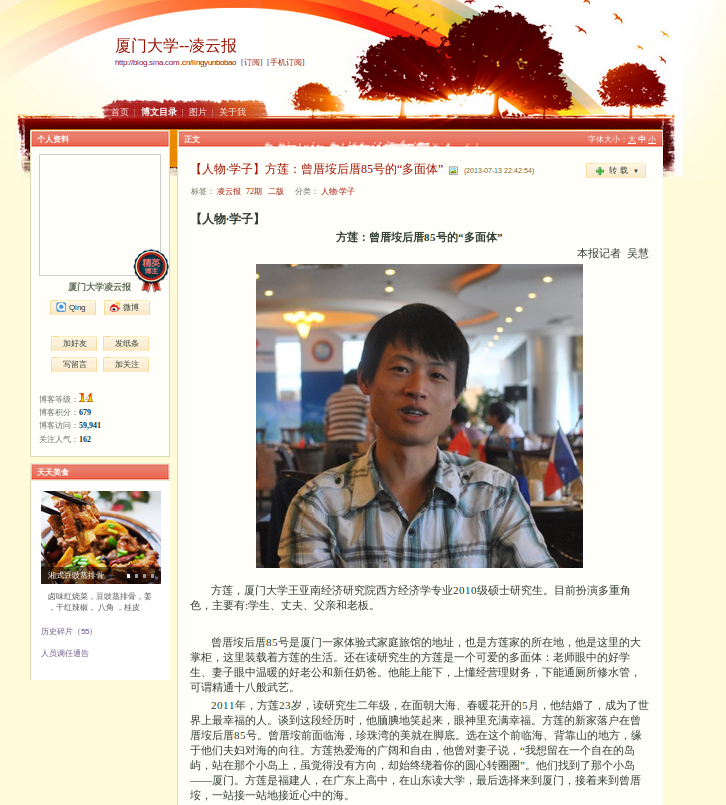 厦门大学--凌云报
http://blog.sina.com.cn/lingyunbobao [订阅] [手机订阅]
首页 | 博文目录 | 图片 | 关于我
个人资料
精英
博主
厦门大学凌云报
Qing 微博
加好友 发纸条
写留言 加关注
博客等级：14
博客积分：679
博客访问：59,941
关注人气：162
天天美食
湘式豆豉蒸排骨
卤味红烧菜，豆豉蒸排骨，姜
，干红辣椒， 八角 ，桂皮
历史碎片（55）
人员调任通告
正文 字体大小：大 中 小
【人物·学子】方莲：曾厝垵后厝85号的“多面体” (2013-07-13 22:42:54) 转载▼
标签： 凌云报 72期 二版 分类： 人物·学子
【人物·学子】
方莲：曾厝垵后厝85号的“多面体”
本报记者 吴慧
方莲，厦门大学王亚南经济研究院西方经济学专业2010级硕士研究生。目前扮演多重角
色，主要有:学生、丈夫、父亲和老板。
曾厝垵后厝85号是厦门一家体验式家庭旅馆的地址，也是方莲家的所在地，他是这里的大
掌柜，这里装载着方莲的生活。还在读研究生的方莲是一个可爱的多面体：老师眼中的好学
生、妻子眼中温暖的好老公和新任奶爸。他能上能下，上懂经营理财务，下能通厕所修水管，
可谓精通十八般武艺。
2011年，方莲23岁，读研究生二年级，在面朝大海、春暖花开的5月，他结婚了，成为了世
界上最幸福的人。谈到这段经历时，他腼腆地笑起来，眼神里充满幸福。方莲的新家落户在曾
厝垵后厝85号。曾厝垵前面临海，珍珠湾的美就在脚底。选在这个前临海、背靠山的地方，缘
于他们夫妇对海的向往。方莲热爱海的广阔和自由，他曾对妻子说，“我想留在一个自在的岛
屿，站在那个小岛上，虽觉得没有方向，却始终绕着你的圆心转圈圈”。他们找到了那个小岛
——厦门。方莲是福建人，在广东上高中，在山东读大学，最后选择来到厦门，接着来到曾厝
垵，一站接一站地接近心中的海。